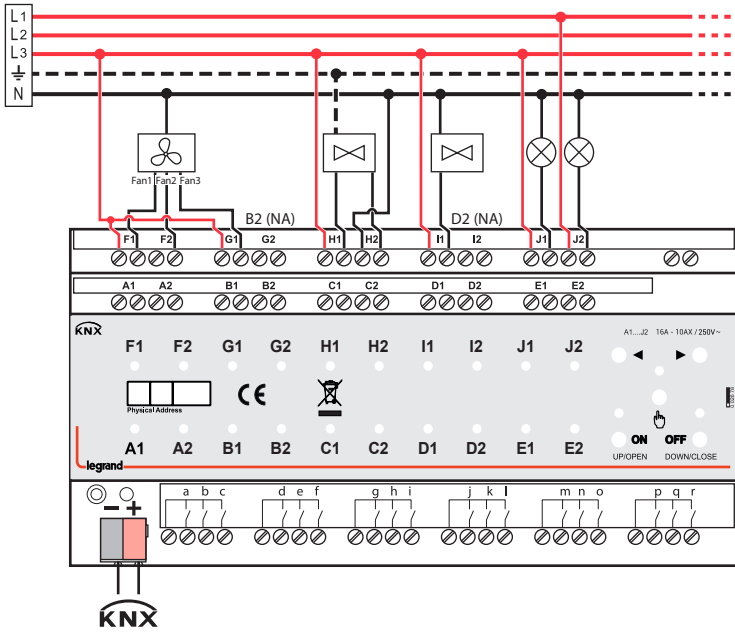 L1
L2
L3
N
Fan1 Fan2 Fan3
B2 (NA) D2 (NA)
F1 F2 G1 G2 H1 H2 I1 I2 J1 J2
A1 A2 B1 B2 C1 C2 D1 D2 E1 E2
KNX
A1....J2 16A - 10AX / 250V~
F1 F2 G1 G2 H1 H2 I1 I2 J1 J2
Physical Address
CE
A1 A2 B1 B2 C1 C2 D1 D2 E1 E2
ON OFF
UP/OPEN DOWN/CLOSE
legrand
a b c d e f g h i j k l m n o p q r
− +
KNX